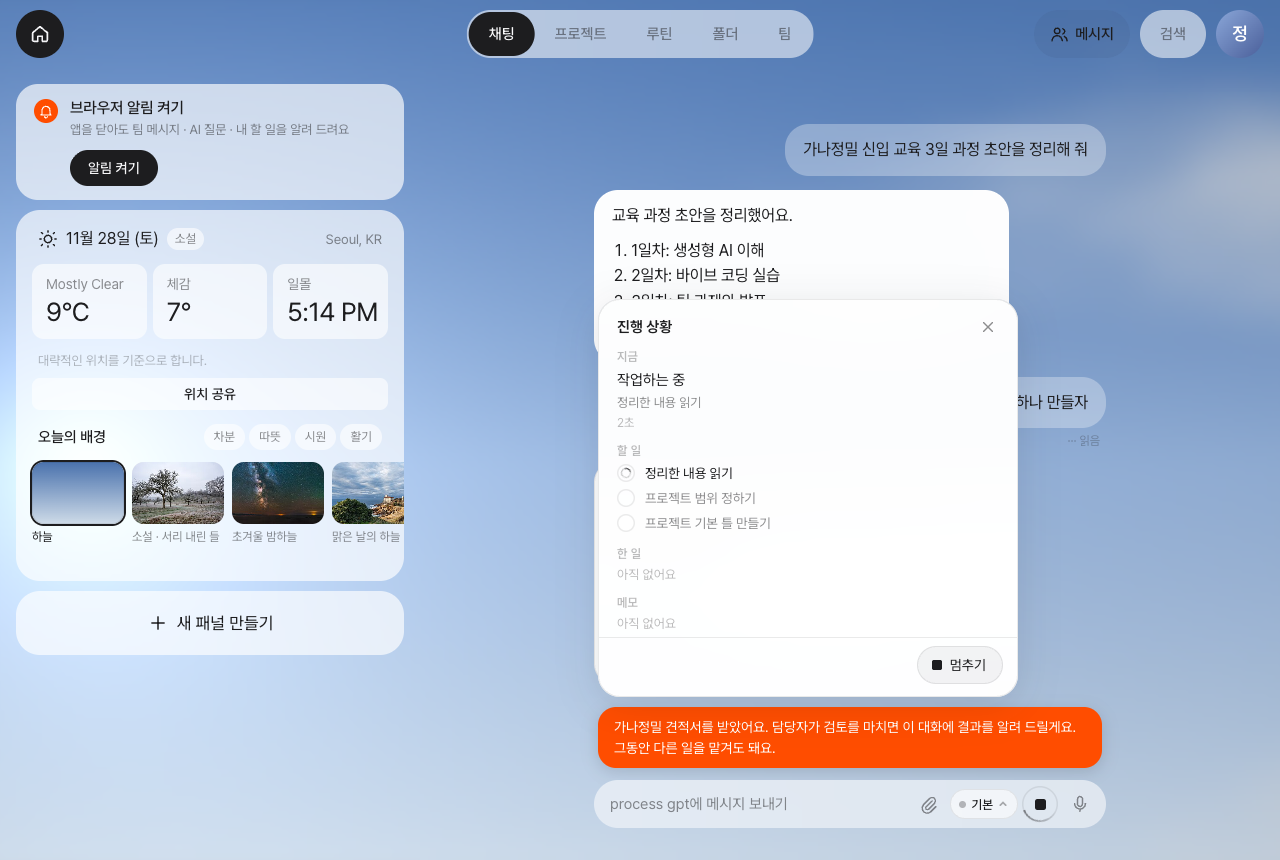 채팅
프로젝트
루틴
폴더
팀
메시지
검색
정
브라우저 알림 켜기
앱을 닫아도 팀 메시지 · AI 질문 · 내 할 일을 알려 드려요
알림 켜기
11월 28일 (토)
소설
Seoul, KR
Mostly Clear
9°C
체감
7°
일몰
5:14 PM
대략적인 위치를 기준으로 합니다.
위치 공유
오늘의 배경
차분
따뜻
시원
활기
하늘
소설 · 서리 내린 들
초겨울 밤하늘
맑은 날의 하늘
새 패널 만들기
가나정밀 신입 교육 3일 과정 초안을 정리해 줘
교육 과정 초안을 정리했어요.
1. 1일차: 생성형 AI 이해
2. 2일차: 바이브 코딩 실습
하나 만들자
··· 읽음
진행 상황
지금
작업하는 중
정리한 내용 읽기
2초
할 일
정리한 내용 읽기
프로젝트 범위 정하기
프로젝트 기본 틀 만들기
한 일
아직 없어요
메모
아직 없어요
멈추기
가나정밀 견적서를 받았어요. 담당자가 검토를 마치면 이 대화에 결과를 알려 드릴게요.
그동안 다른 일을 맡겨도 돼요.
process gpt에 메시지 보내기
기본